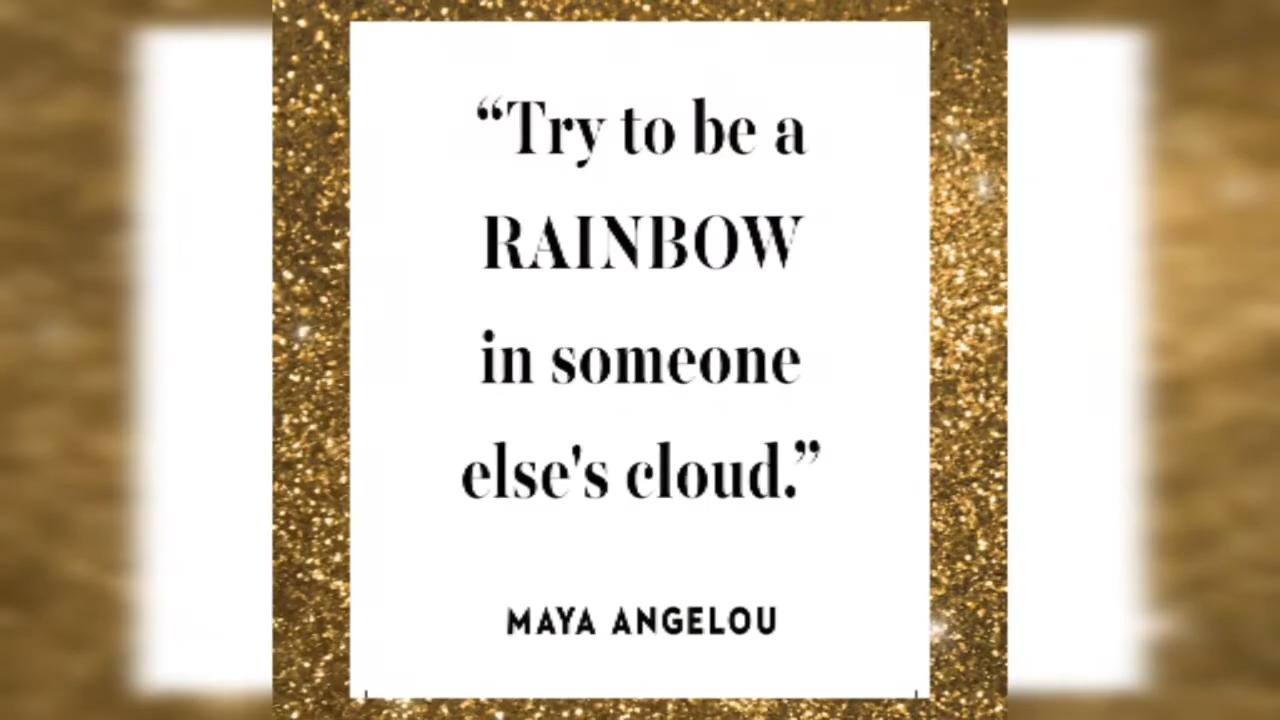 “Try to be a
RAINBOW
in someone
else's cloud.”
MAYA ANGELOU